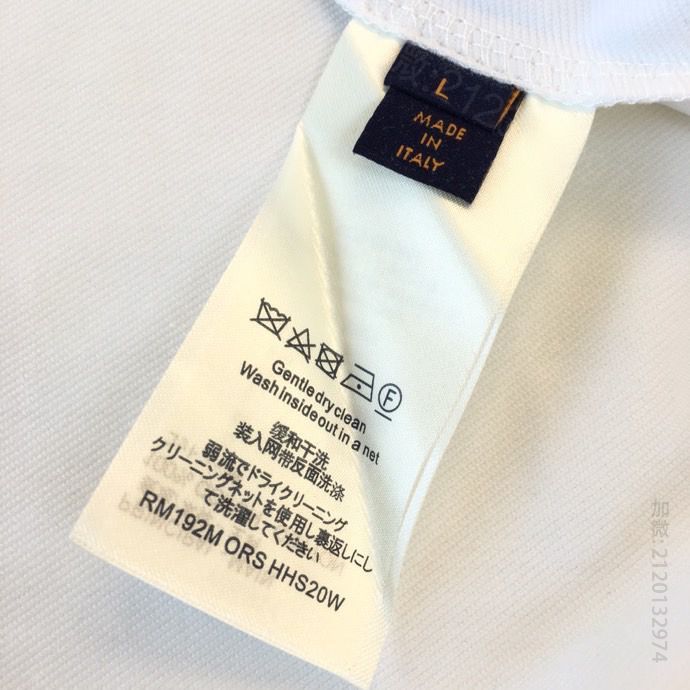 L
MADE
IN
ITALY
F
Gentle dry clean
Wash inside out in a net
缓和干洗
装入网带反面洗涤
弱流でドライクリーニング
クリーニングネットを使用し裏返しにし
て洗濯してください
RM192M ORS HHS20W
加微: 2120132974